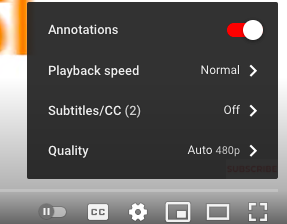 Annotations
Playback speed Normal
Subtitles/CC (2) Off
Quality Auto 480p
CC